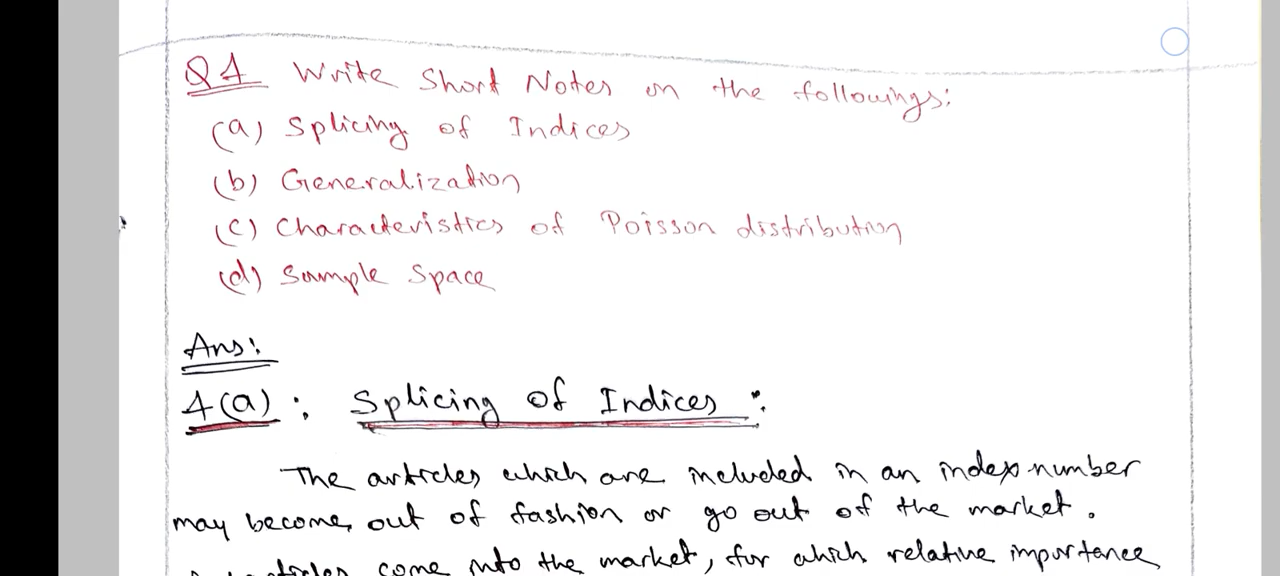 Q4 Write Short Notes on the followings:
(a) Splicing of Indices
(b) Generalization
(c) Characteristics of Poisson distribution
(d) Sample Space
Ans:
4(a): Splicing of Indices :
The articles which are included in an index number
may become out of fashion or go out of the market.
articles come into the market, for which relative importance